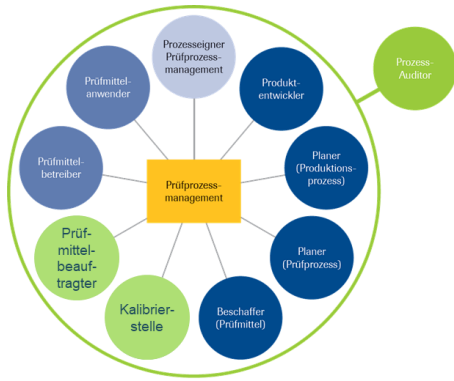 Prozesseigner
Prüfprozess-
management
Produkt-
entwickler
Prozess-
Auditor
Prüfmittel-
anwender
Planer
(Produktions-
prozess)
Prüfmittel-
betreiber
Prüfprozess-
management
Planer
(Prüfprozess)
Prüf-
mittel-
beauf-
tragter
Kalibrier-
stelle
Beschaffer
(Prüfmittel)